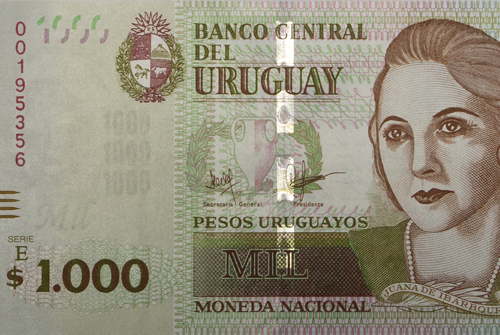 00195356
BANCO CENTRAL
DEL
URUGUAY
1000
1000
1000
Secretario General
Presidente
PESOS URUGUAYOS
SERIE
E
$ 1.000
MIL
MONEDA NACIONAL
JUANA DE IBARBOU